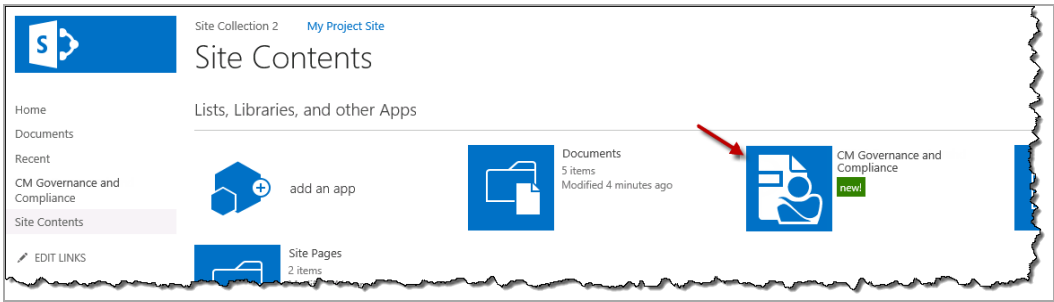 S
Site Collection 2 My Project Site
Site Contents
Home
Documents
Recent
CM Governance and
Compliance
Site Contents
EDIT LINKS
Lists, Libraries, and other Apps
add an app
Documents
5 items
Modified 4 minutes ago
CM Governance and
Compliance
new!
Site Pages
2 items